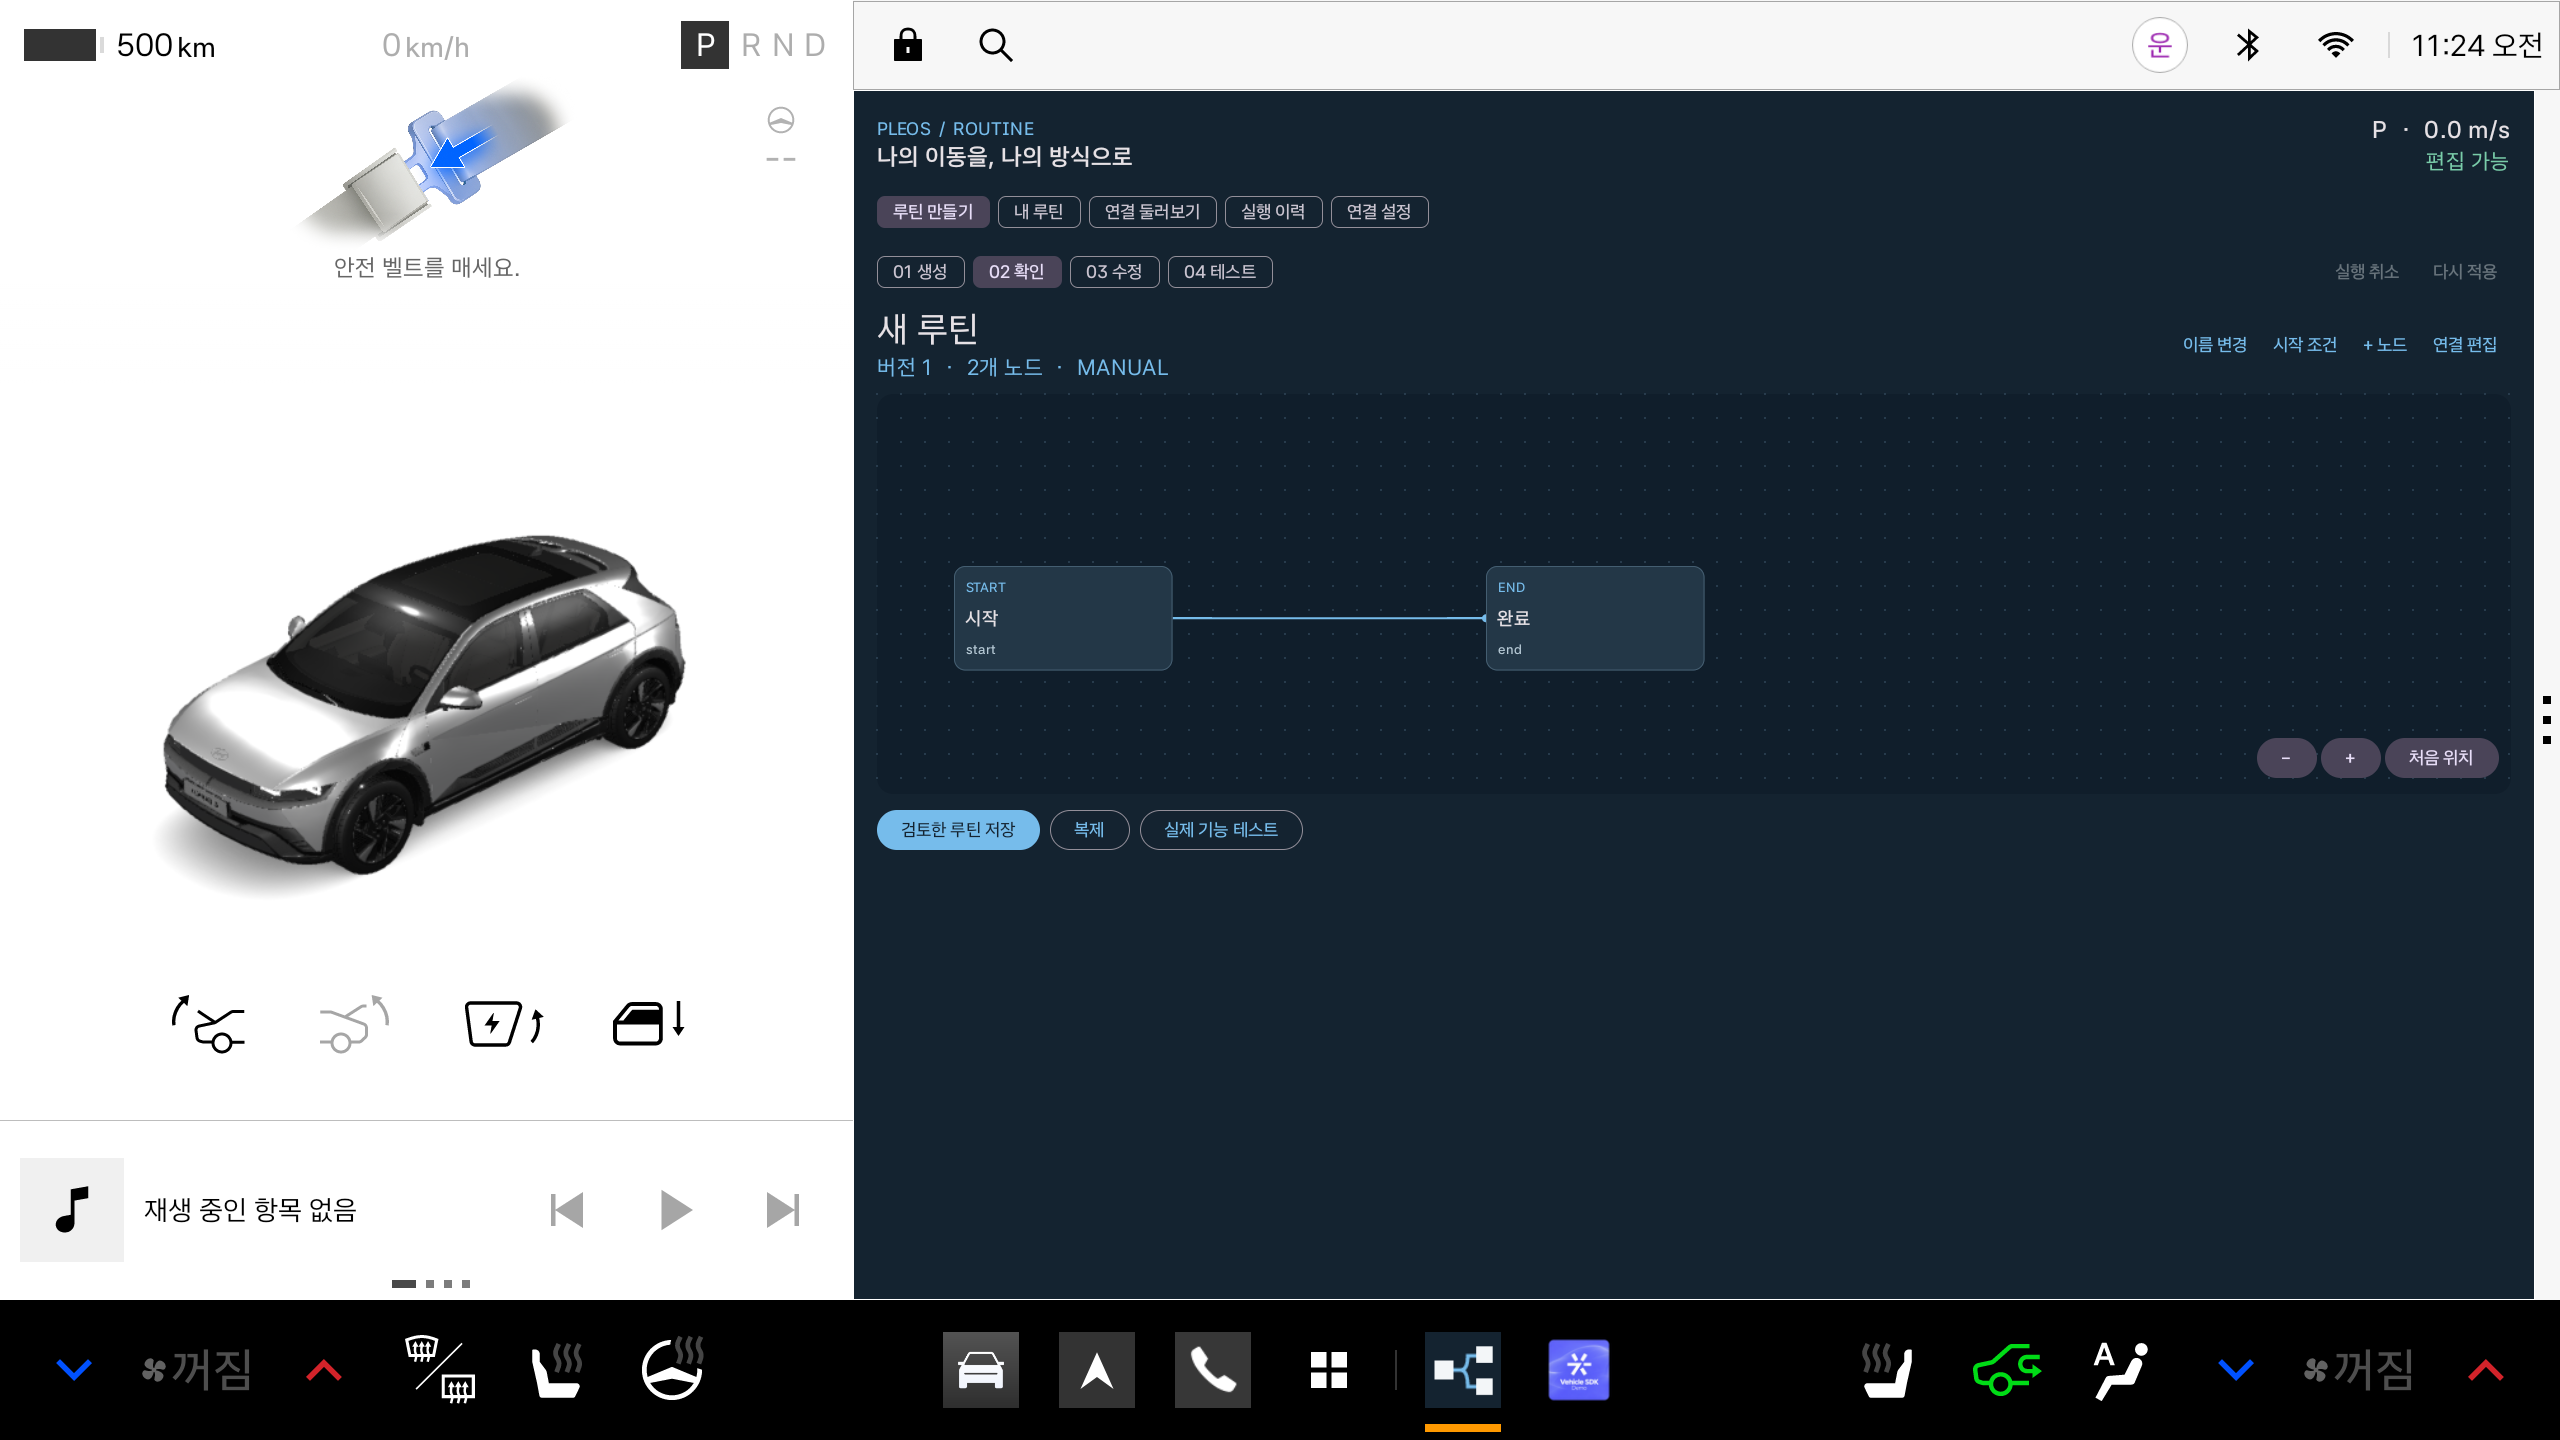 500 km
0 km/h
P R N D
안전 벨트를 매세요.
재생 중인 항목 없음
운
11:24 오전
PLEOS / ROUTINE
나의 이동을, 나의 방식으로
P · 0.0 m/s
편집 가능
루틴 만들기
내 루틴
연결 둘러보기
실행 이력
연결 설정
01 생성
02 확인
03 수정
04 테스트
실행 취소
다시 적용
새 루틴
버전 1 · 2개 노드 · MANUAL
이름 변경
시작 조건
+ 노드
연결 편집
START
시작
start
END
완료
end
−
+
처음 위치
검토한 루틴 저장
복제
실제 기능 테스트
꺼짐
Vehicle SDK
Demo
A
꺼짐